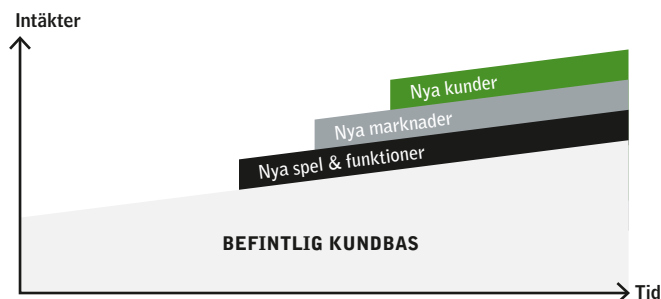 Intäkter
Nya kunder
Nya marknader
Nya spel & funktioner
BEFINTLIG KUNDBAS
Tid